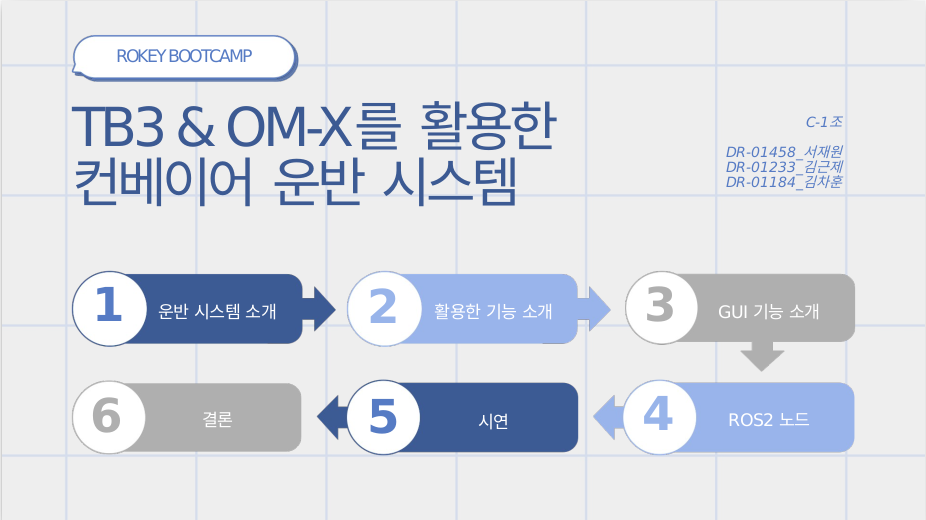 ROKEY BOOTCAMP
TB3 & OM-X를 활용한
컨베이어 운반 시스템
C-1조
DR-01458_서재원
DR-01233_김근제
DR-01184_김차훈
1 운반 시스템 소개
2 활용한 기능 소개
3 GUI 기능 소개
4 ROS2 노드
5 시연
6 결론